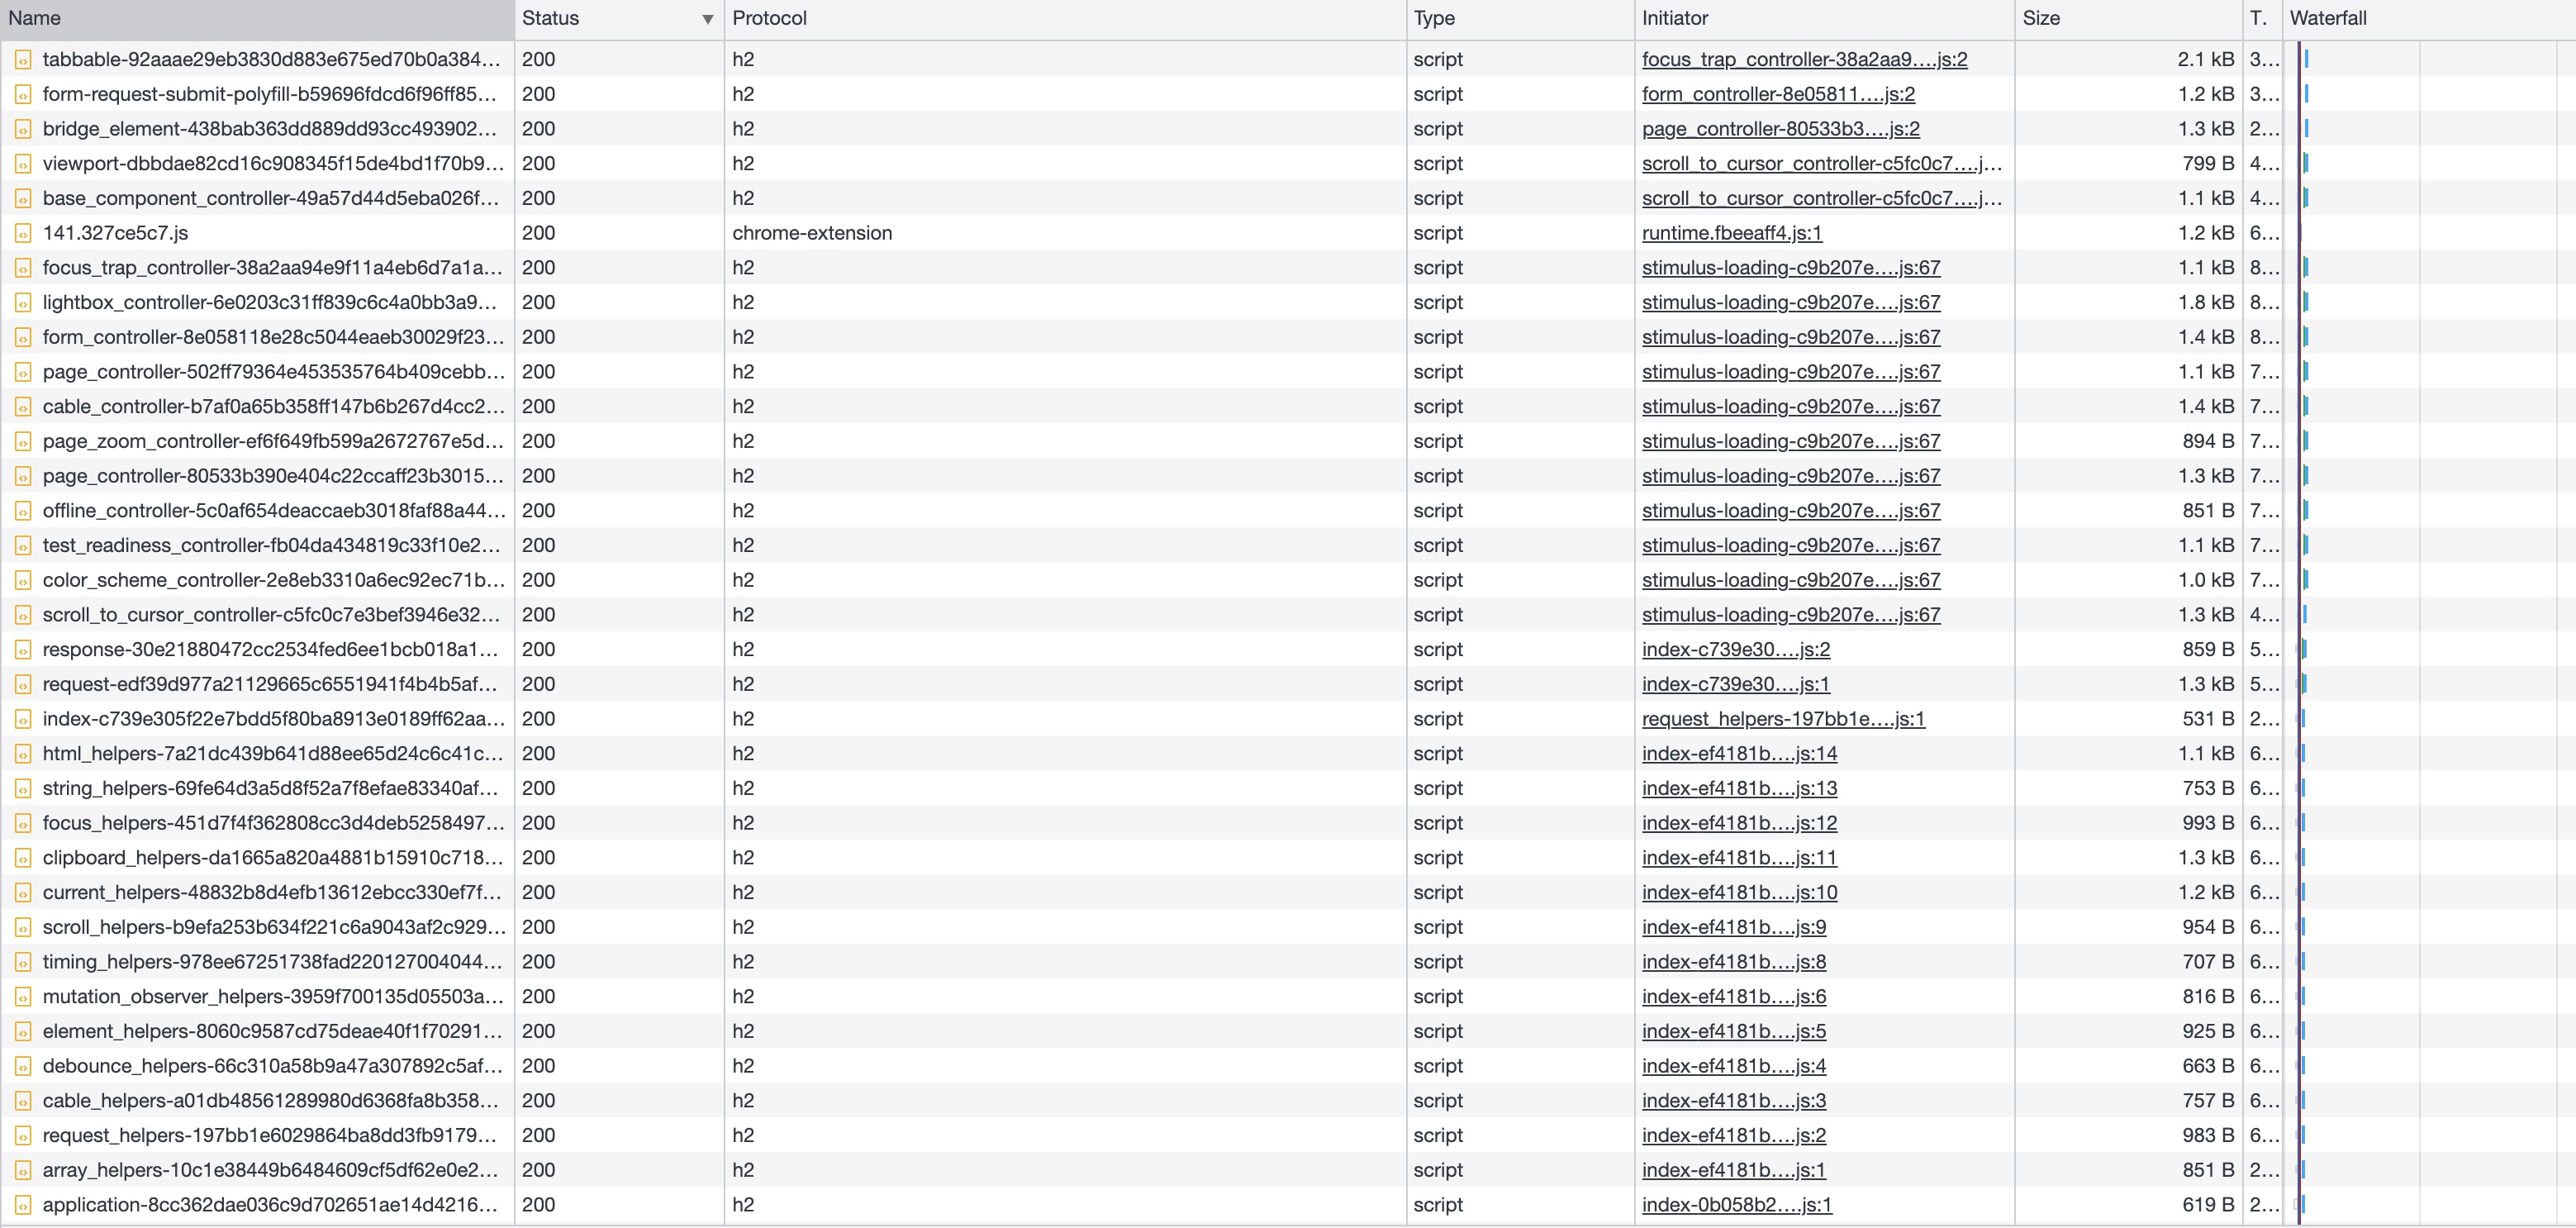 Name Status ▼ Protocol Type Initiator Size T. Waterfall
tabbable-92aaae29eb3830d883e675ed70b0a384... 200 h2 script focus_trap_controller-38a2aa9....js:2 2.1 kB 3...
form-request-submit-polyfill-b59696fdcd6f96ff85... 200 h2 script form_controller-8e05811....js:2 1.2 kB 3...
bridge_element-438bab363dd889dd93cc493902... 200 h2 script page_controller-80533b3....js:2 1.3 kB 2...
viewport-dbbdae82cd16c908345f15de4bd1f70b9... 200 h2 script scroll_to_cursor_controller-c5fc0c7....j... 799 B 4...
base_component_controller-49a57d44d5eba026f... 200 h2 script scroll_to_cursor_controller-c5fc0c7....j... 1.1 kB 4...
141.327ce5c7.js 200 chrome-extension script runtime.fbeeaff4.js:1 1.2 kB 6...
focus_trap_controller-38a2aa94e9f11a4eb6d7a1a... 200 h2 script stimulus-loading-c9b207e....js:67 1.1 kB 8...
lightbox_controller-6e0203c31ff839c6c4a0bb3a9... 200 h2 script stimulus-loading-c9b207e....js:67 1.8 kB 8...
form_controller-8e058118e28c5044eaeb30029f23... 200 h2 script stimulus-loading-c9b207e....js:67 1.4 kB 8...
page_controller-502ff79364e453535764b409cebb... 200 h2 script stimulus-loading-c9b207e....js:67 1.1 kB 7...
cable_controller-b7af0a65b358ff147b6b267d4cc2... 200 h2 script stimulus-loading-c9b207e....js:67 1.4 kB 7...
page_zoom_controller-ef6f649fb599a2672767e5d... 200 h2 script stimulus-loading-c9b207e....js:67 894 B 7...
page_controller-80533b390e404c22ccaff23b3015... 200 h2 script stimulus-loading-c9b207e....js:67 1.3 kB 7...
offline_controller-5c0af654deaccaeb3018faf88a44... 200 h2 script stimulus-loading-c9b207e....js:67 851 B 7...
test_readiness_controller-fb04da434819c33f10e2... 200 h2 script stimulus-loading-c9b207e....js:67 1.1 kB 7...
color_scheme_controller-2e8eb3310a6ec92ec71b... 200 h2 script stimulus-loading-c9b207e....js:67 1.0 kB 7...
scroll_to_cursor_controller-c5fc0c7e3bef3946e32... 200 h2 script stimulus-loading-c9b207e....js:67 1.3 kB 4...
response-30e21880472cc2534fed6ee1bcb018a1... 200 h2 script index-c739e30....js:2 859 B 5...
request-edf39d977a21129665c6551941f4b4b5af... 200 h2 script index-c739e30....js:1 1.3 kB 5...
index-c739e305f22e7bdd5f80ba8913e0189ff62aa... 200 h2 script request_helpers-197bb1e....js:1 531 B 2...
html_helpers-7a21dc439b641d88ee65d24c6c41c... 200 h2 script index-ef4181b....js:14 1.1 kB 6...
string_helpers-69fe64d3a5d8f52a7f8efae83340af... 200 h2 script index-ef4181b....js:13 753 B 6...
focus_helpers-451d7f4f362808cc3d4deb5258497... 200 h2 script index-ef4181b....js:12 993 B 6...
clipboard_helpers-da1665a820a4881b15910c718... 200 h2 script index-ef4181b....js:11 1.3 kB 6...
current_helpers-48832b8d4efb13612ebcc330ef7f... 200 h2 script index-ef4181b....js:10 1.2 kB 6...
scroll_helpers-b9efa253b634f221c6a9043af2c929... 200 h2 script index-ef4181b....js:9 954 B 6...
timing_helpers-978ee67251738fad220127004044... 200 h2 script index-ef4181b....js:8 707 B 6...
mutation_observer_helpers-3959f700135d05503a... 200 h2 script index-ef4181b....js:6 816 B 6...
element_helpers-8060c9587cd75deae40f1f70291... 200 h2 script index-ef4181b....js:5 925 B 6...
debounce_helpers-66c310a58b9a47a307892c5af... 200 h2 script index-ef4181b....js:4 663 B 6...
cable_helpers-a01db48561289980d6368fa8b358... 200 h2 script index-ef4181b....js:3 757 B 6...
request_helpers-197bb1e6029864ba8dd3fb9179... 200 h2 script index-ef4181b....js:2 983 B 6...
array_helpers-10c1e38449b6484609cf5df62e0e2... 200 h2 script index-ef4181b....js:1 851 B 2...
application-8cc362dae036c9d702651ae14d4216... 200 h2 script index-0b058b2....js:1 619 B 2...